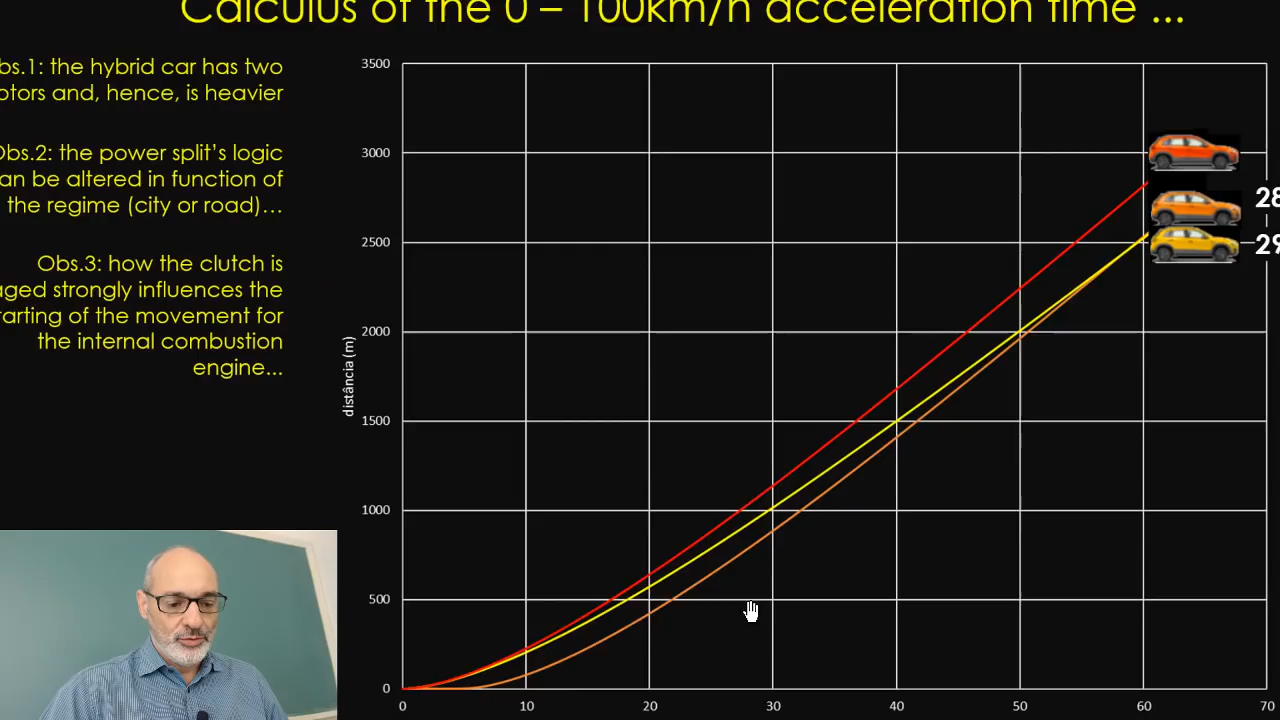 Calculus of the 0 – 100km/h acceleration time ...
bs.1: the hybrid car has two
otors and, hence, is heavier
Obs.2: the power split's logic
an be altered in function of
the regime (city or road)...
Obs.3: how the clutch is
aged strongly influences the
tarting of the movement for
the internal combustion
engine...
distância (m)
3500
3000
2500
2000
1500
1000
500
0
0 10 20 30 40 50 60 70
28
29